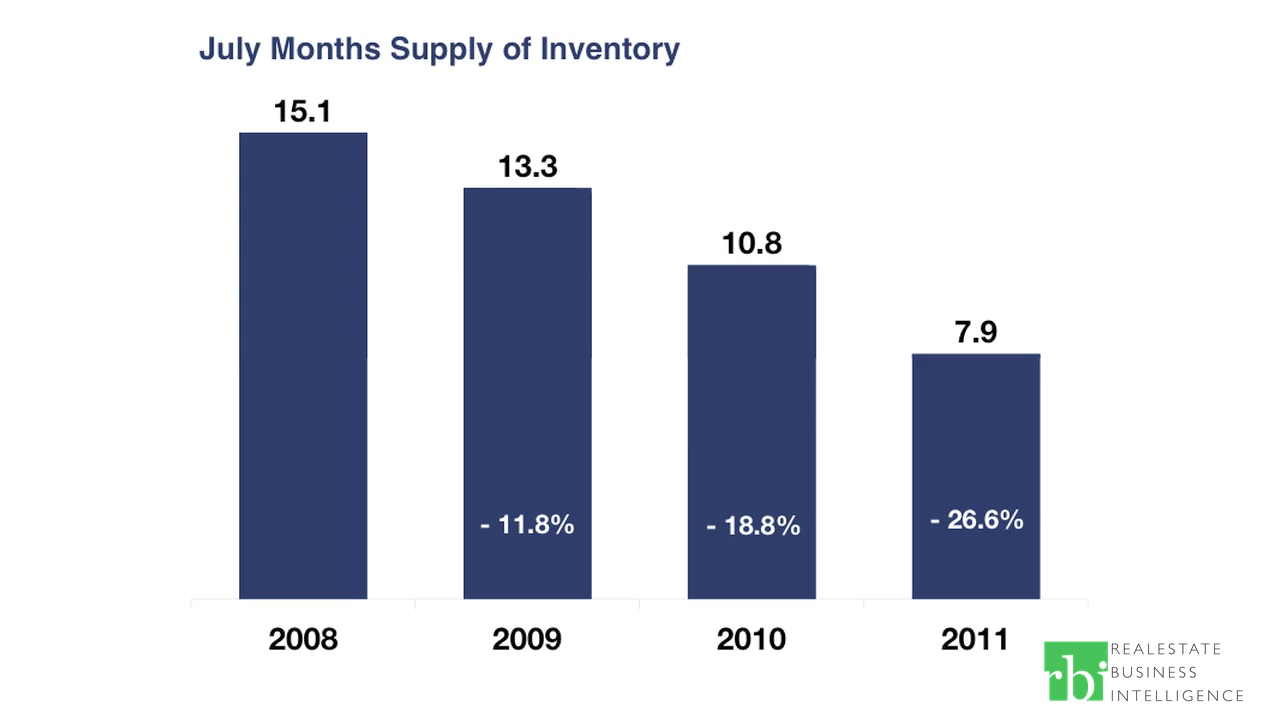 July Months Supply of Inventory
15.1
13.3
10.8
7.9
- 11.8%
- 18.8%
- 26.6%
2008 2009 2010 2011
rbi
REALESTATE
BUSINESS
INTELLIGENCE